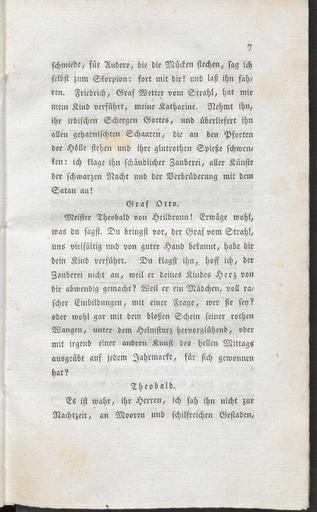 7
schmiede, für Andere, die die Mücken stechen, sag ich
selbst zum Skorpion: fort mit dir! und laß ihn fah-
ren. Friedrich, Graf Wetter vom Strahl, hat mir
mein Kind verführt, meine Katharine. Nehmt ihn,
ihr irdischen Schergen Gottes, und überliefert ihn
allen geharnischten Schaaren, die an den Pforten
der Hölle stehen und ihre glutrothen Spieße schwen-
ken: ich klage ihn schändlicher Zauberei, aller Künste
der schwarzen Nacht und der Verbrüderung mit dem
Satan an!
Graf Otto.
Meister Theobald von Heilbronn! Erwäge wohl,
was du sagst. Du bringst vor, der Graf vom Strahl,
uns vielfältig und von guter Hand bekannt, habe dir
dein Kind verführt. Du klagst ihn, hoff ich, der
Zauberei nicht an, weil er deines Kindes Herz von
dir abwendig gemacht? Weil er ein Mädchen, voll ra-
scher Einbildungen, mit einer Frage, wer sie sey?
oder wohl gar mit dem bloßen Schein seiner rothen
Wangen, unter dem Helmsturz hervorglühend, oder
mit irgend einer andern Kunst des hellen Mittags
ausgeübt auf jedem Jahrmarkt, für sich gewonnen
hat?
Theobald.
Es ist wahr, ihr Herren, ich sah ihn nicht zur
Nachtzeit, an Mooren und schilfreichen Gestaden,